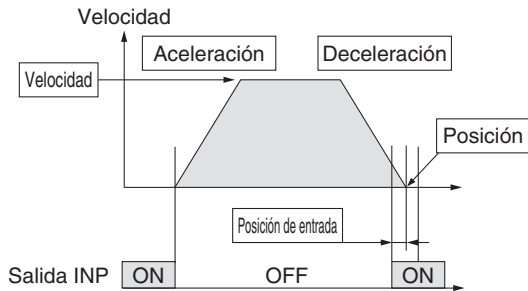 Velocidad
Aceleración
Deceleración
Velocidad
Posición
Posición de entrada
Salida INP
ON
OFF
ON